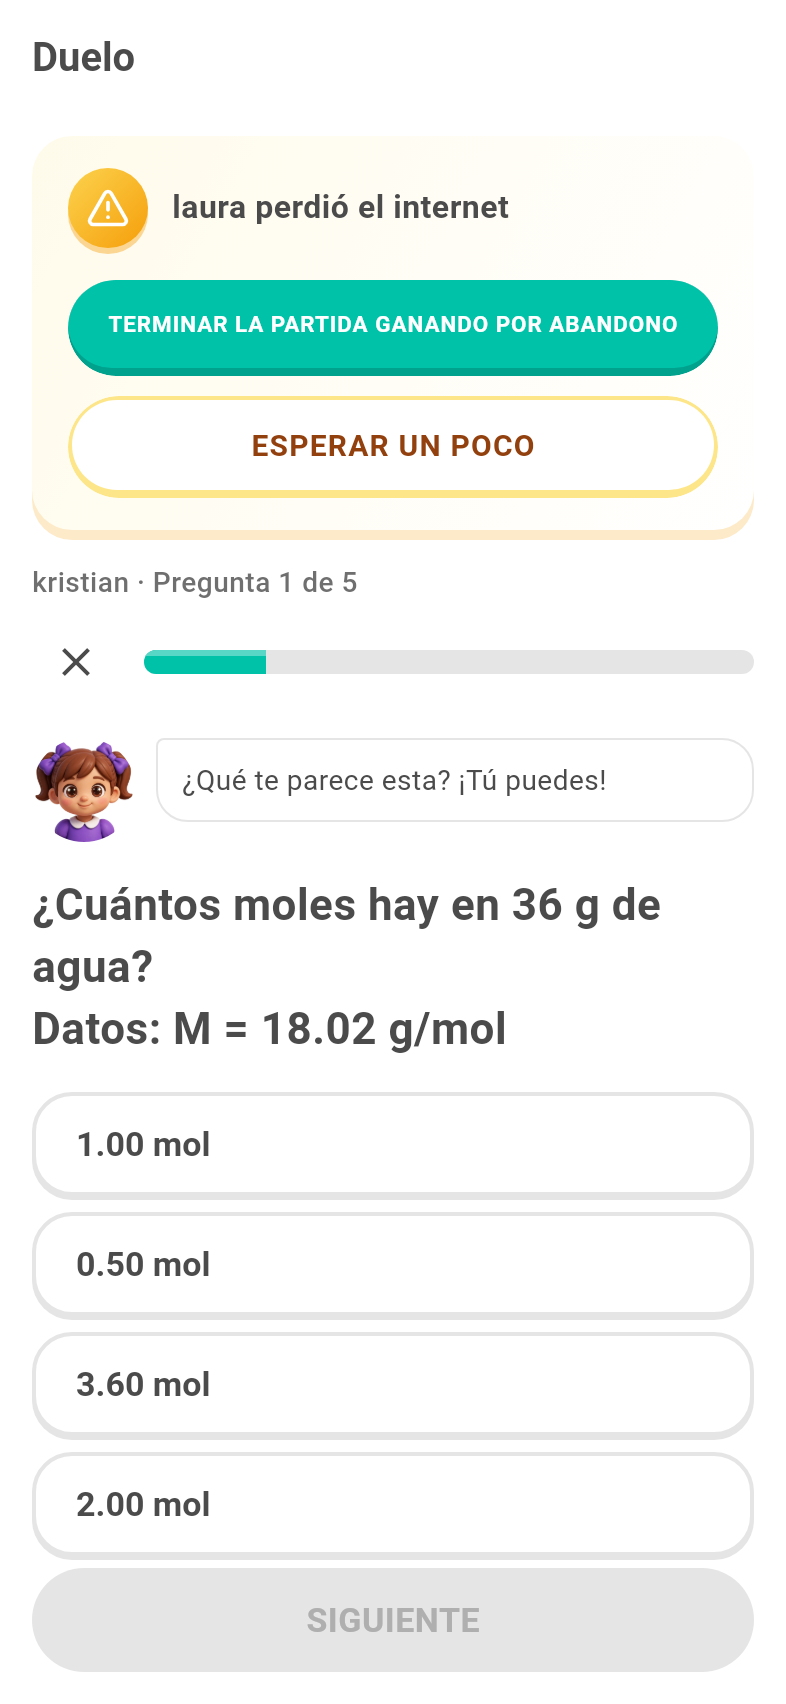 Duelo
laura perdió el internet
TERMINAR LA PARTIDA GANANDO POR ABANDONO
ESPERAR UN POCO
kristian · Pregunta 1 de 5
¿Qué te parece esta? ¡Tú puedes!
¿Cuántos moles hay en 36 g de
agua?
Datos: M = 18.02 g/mol
1.00 mol
0.50 mol
3.60 mol
2.00 mol
SIGUIENTE